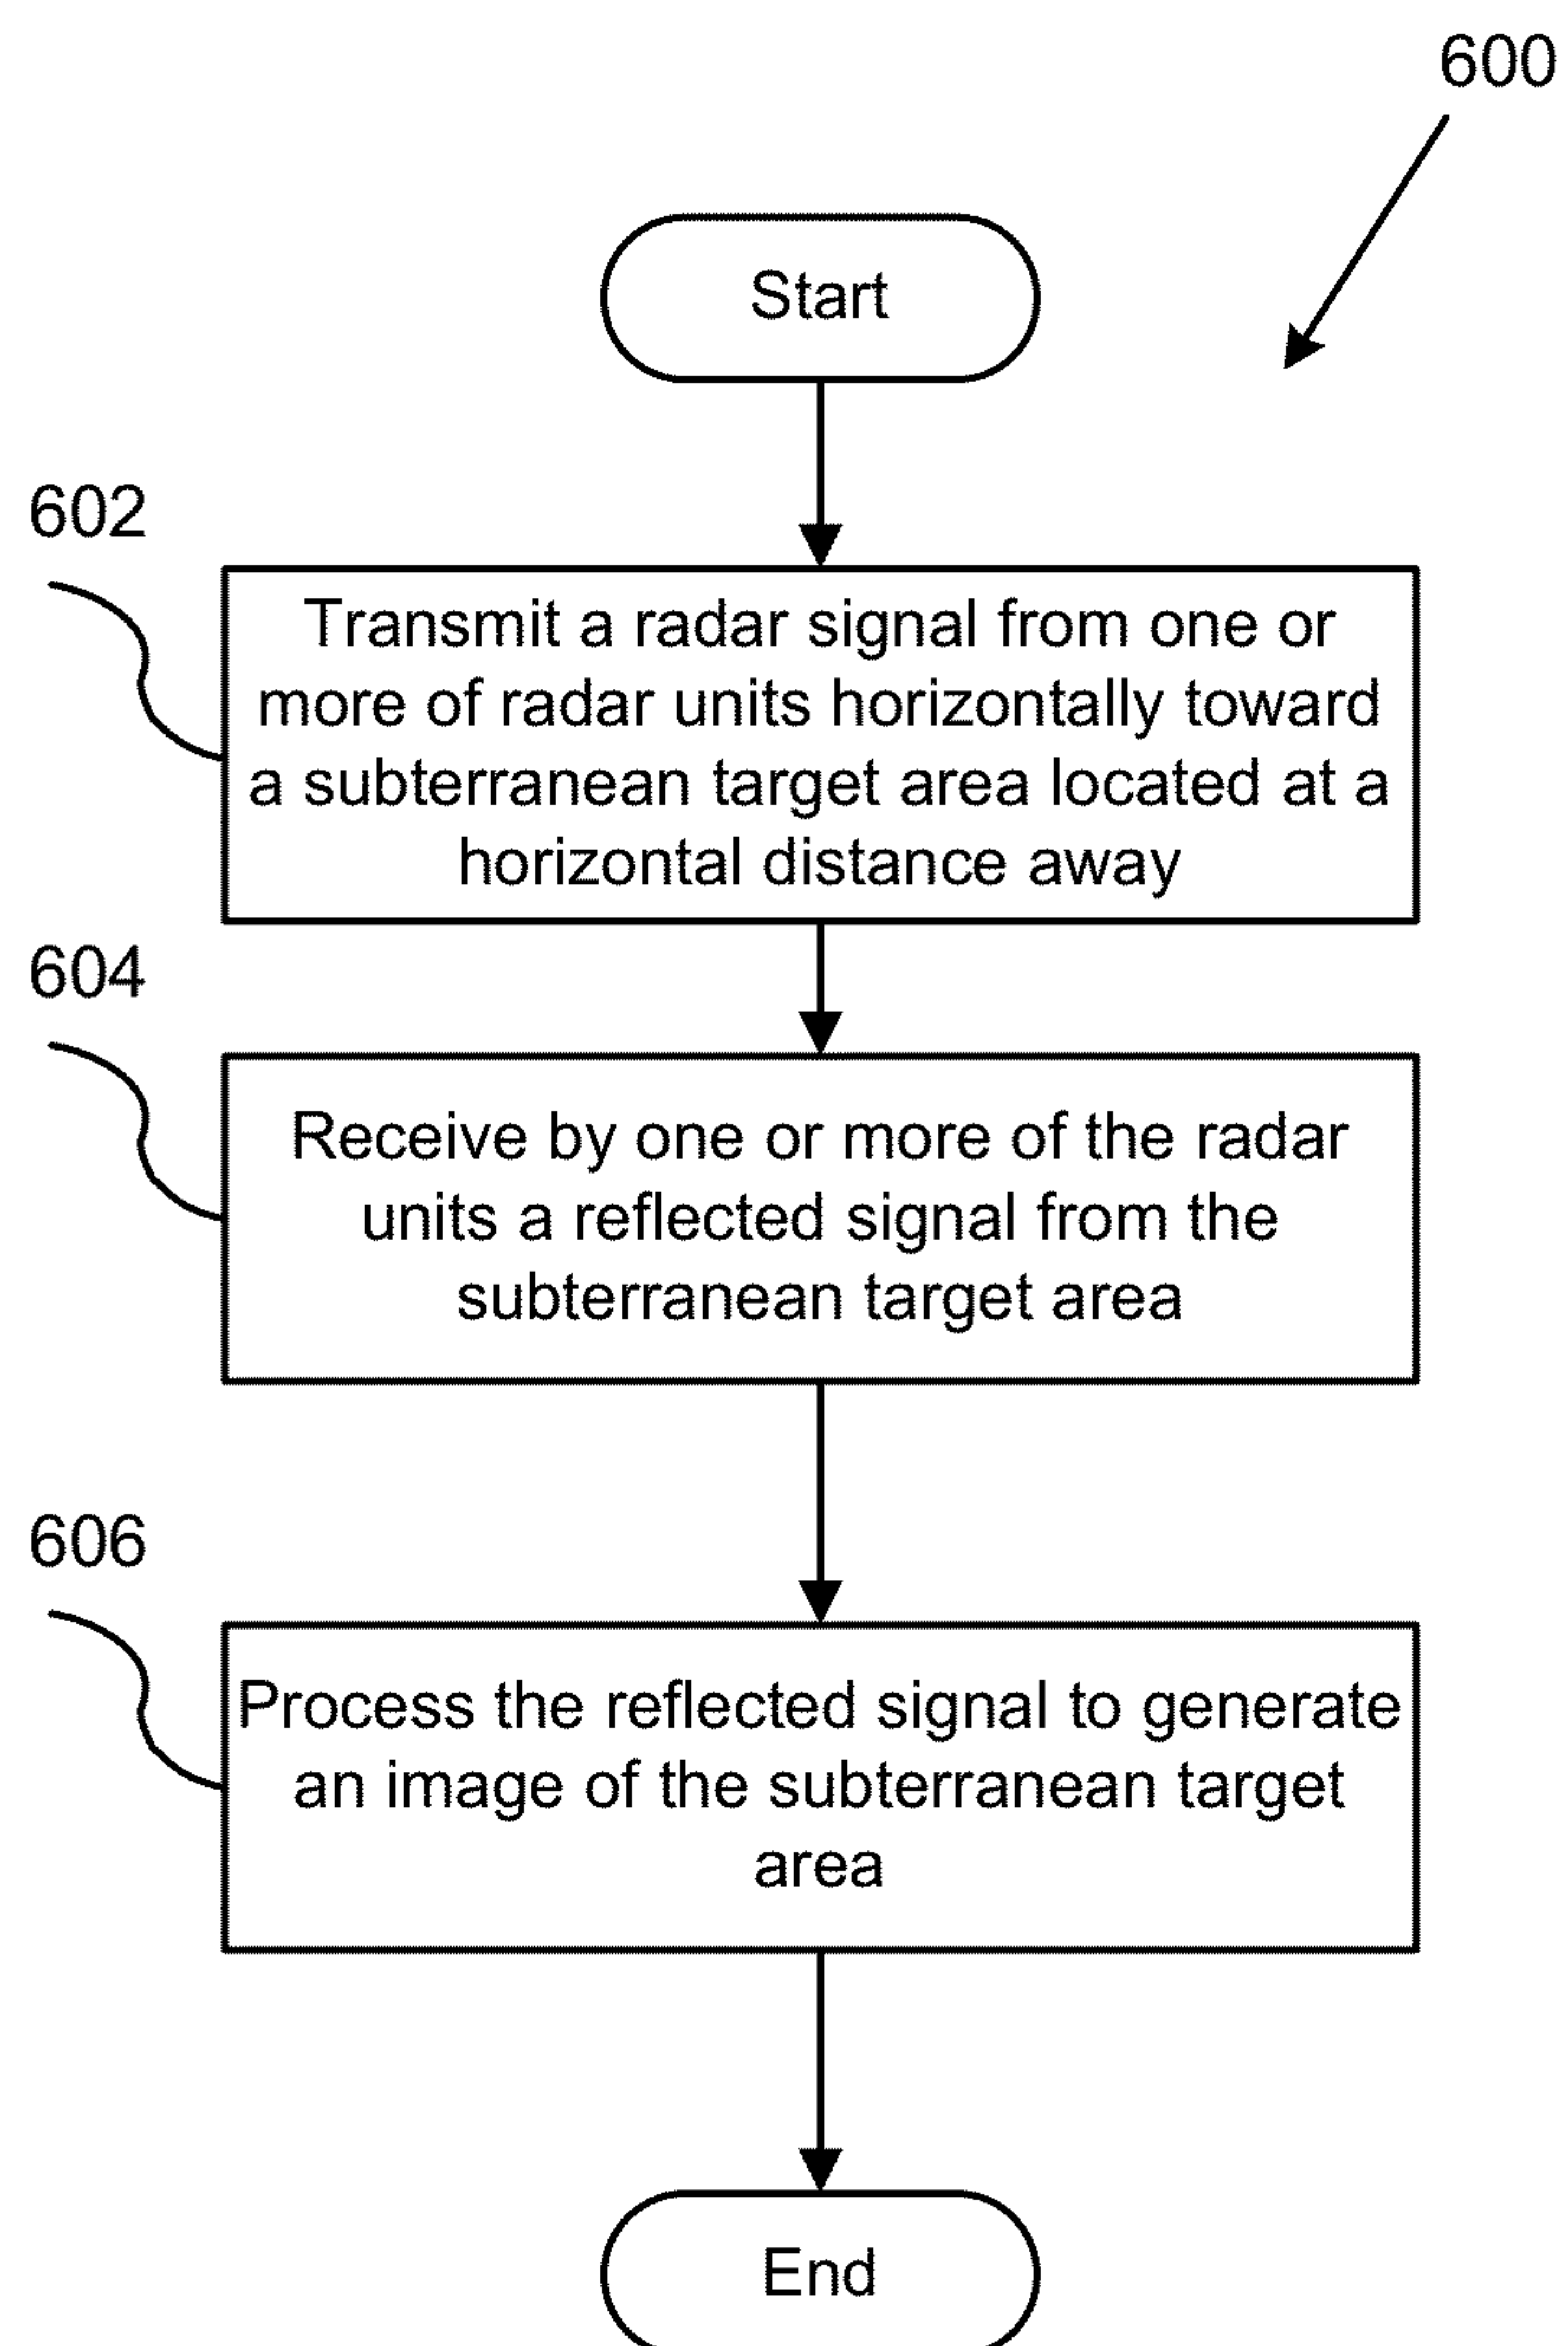 600
Start
602
Transmit a radar signal from one or
more of radar units horizontally toward
a subterranean target area located at a
horizontal distance away
604
Receive by one or more of the radar
units a reflected signal from the
subterranean target area
606
Process the reflected signal to generate
an image of the subterranean target
area
End